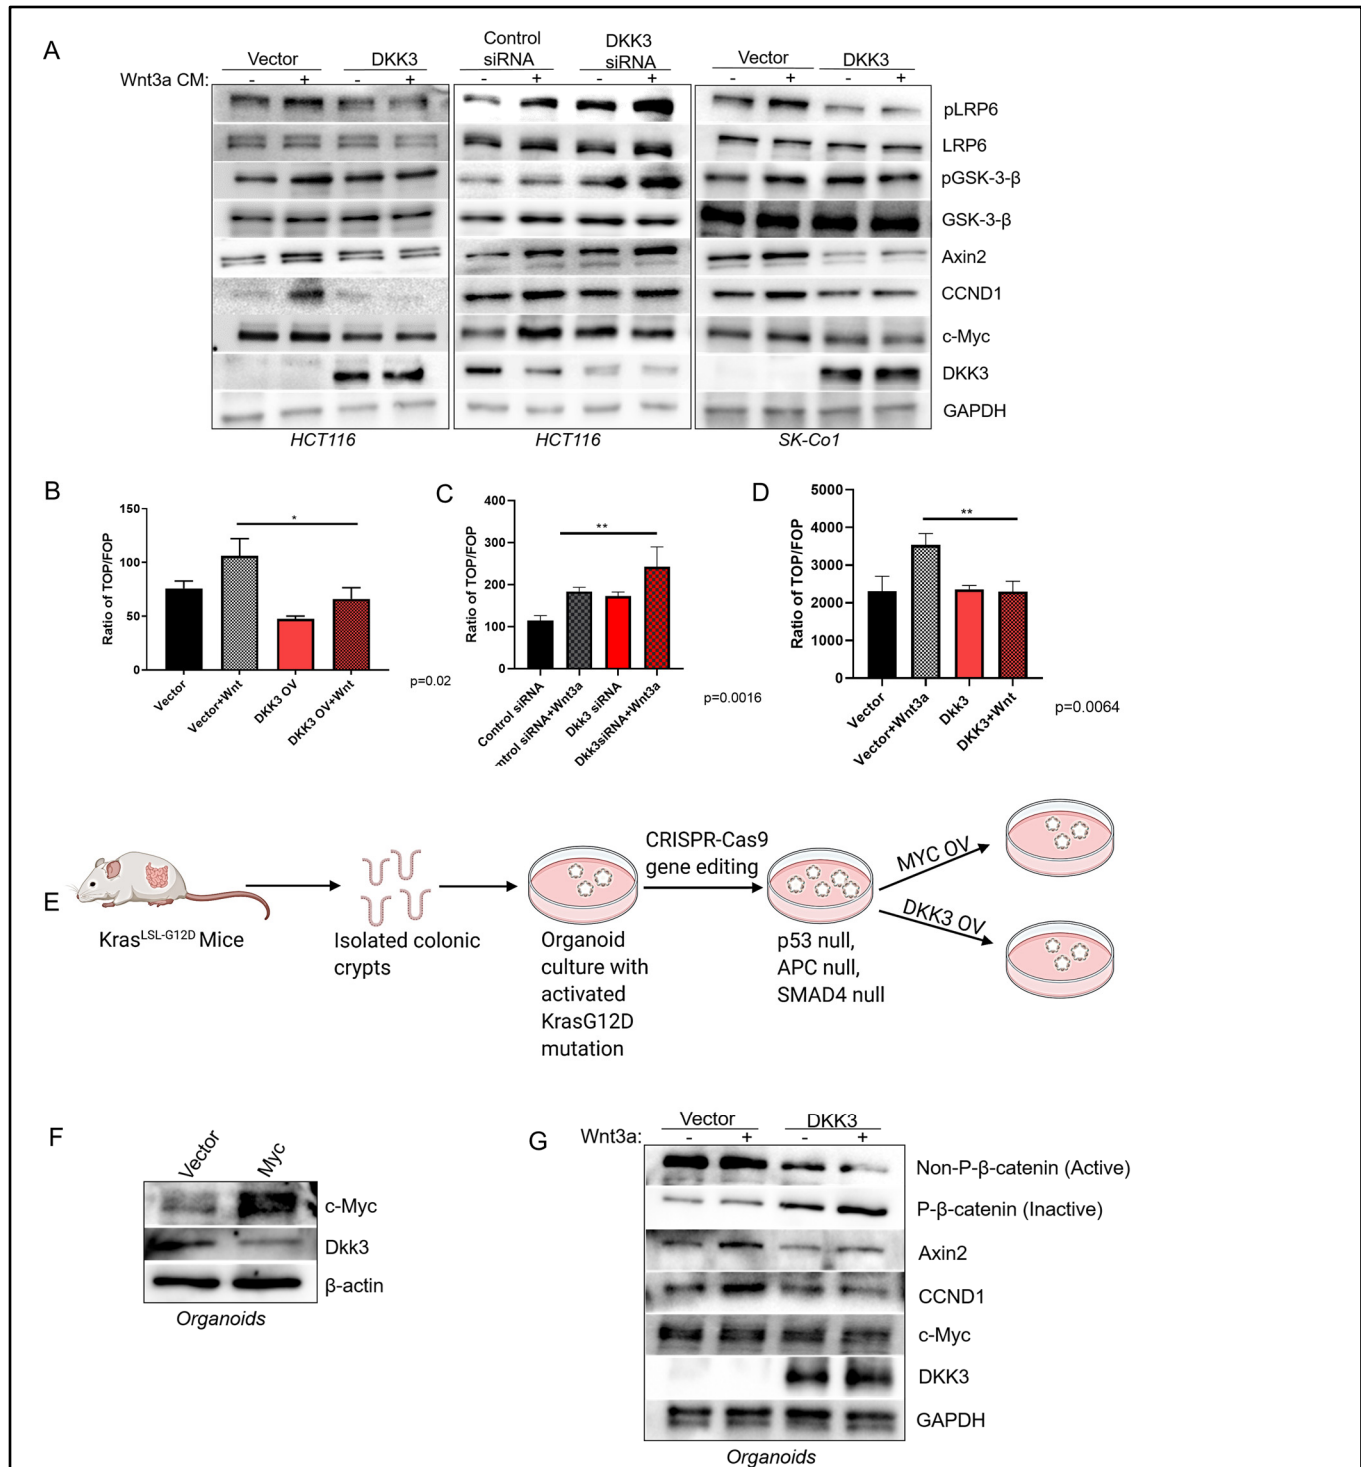 A
Vector
DKK3
Control
siRNA
DKK3
siRNA
Vector
DKK3
Wnt3a CM:
-
+
-
+
-
+
-
+
-
+
-
+
pLRP6
LRP6
pGSK-3-β
GSK-3-β
Axin2
CCND1
c-Myc
DKK3
GAPDH
HCT116
HCT116
SK-Co1
B
Ratio of TOP/FOP
150
100
50
0
*
Vector
Vector+Wnt
DKK3 OV
DKK3 OV+Wnt
p=0.02
C
Ratio of TOP/FOP
400
300
200
100
0
**
Control siRNA
ntrol siRNA+Wnt3a
Dkk3 siRNA
Dkk3siRNA+Wnt3a
p=0.0016
D
Ratio of TOP/FOP
5000
4000
3000
2000
1000
0
**
Vector
Vector+Wnt3a
Dkk3
DKK3+Wnt
p=0.0064
E
Kras^LSL-G12D Mice
Isolated colonic
crypts
Organoid
culture with
activated
KrasG12D
mutation
CRISPR-Cas9
gene editing
p53 null,
APC null,
SMAD4 null
MYC OV
DKK3 OV
F
Vector
Myc
c-Myc
Dkk3
β-actin
Organoids
G
Vector
DKK3
Wnt3a:
-
+
-
+
Non-P-β-catenin (Active)
P-β-catenin (Inactive)
Axin2
CCND1
c-Myc
DKK3
GAPDH
Organoids